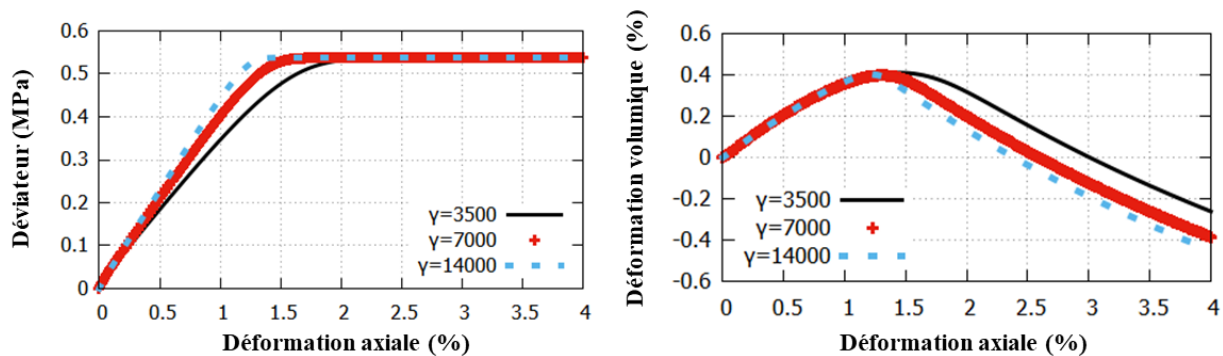 Déviateur (MPa)
0.6
0.5
0.4
0.3
0.2
0.1
0
γ=3500
γ=7000
γ=14000
0 0.5 1 1.5 2 2.5 3 3.5 4
Déformation axiale (%)
Déformation volumique (%)
0.6
0.4
0.2
0
-0.2
-0.4
-0.6
γ=3500
γ=7000
γ=14000
0 0.5 1 1.5 2 2.5 3 3.5 4
Déformation axiale (%)